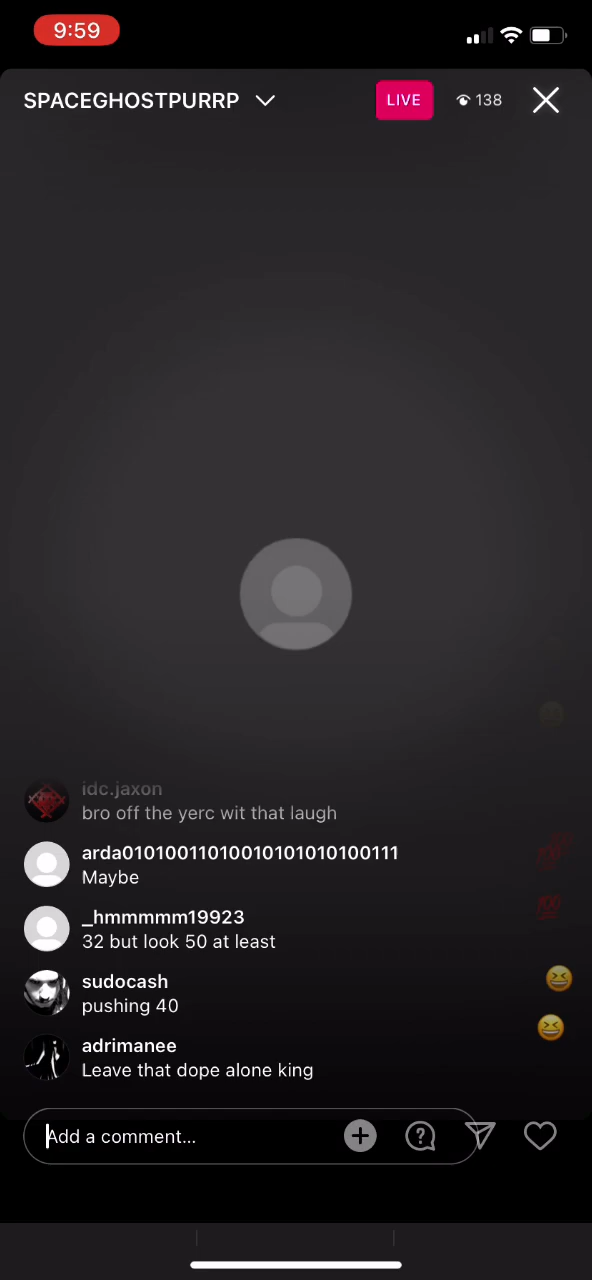 9:59
SPACEGHOSTPURRP
LIVE
138
idc.jaxon
bro off the yerc wit that laugh
arda01010011010010101010100111
Maybe
_hmmmmm19923
32 but look 50 at least
sudocash
pushing 40
adrimanee
Leave that dope alone king
Add a comment...